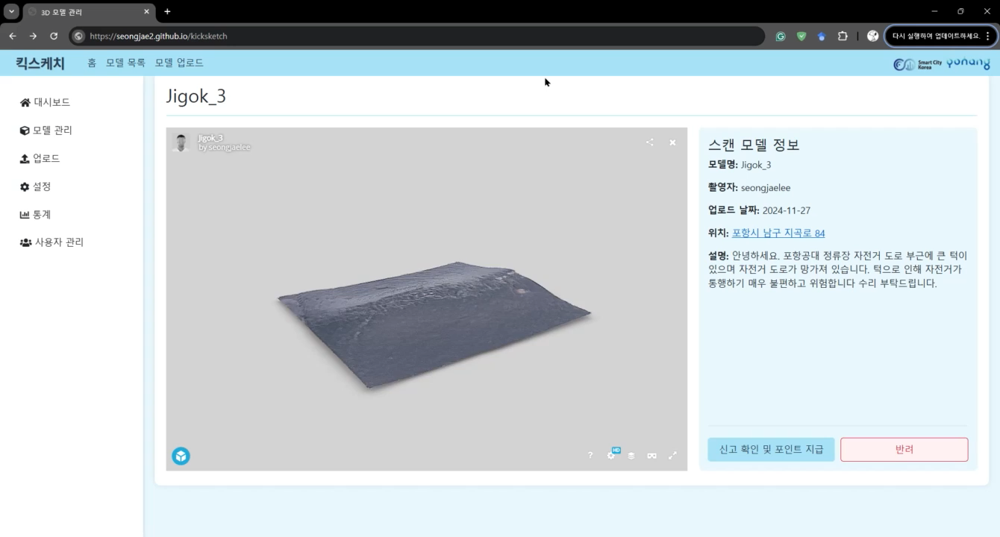 3D 모델 관리
https://seongjae2.github.io/kicksketch
다시 실행하여 업데이트하세요.
킥스케치
홈 모델 목록 모델 업로드
Smart City
Korea
pohang
대시보드
모델 관리
업로드
설정
통계
사용자 관리
Jigok_3
Jigok_3
by seongjaelee
?
HD
스캔 모델 정보
모델명: Jigok_3
촬영자: seongjaelee
업로드 날짜: 2024-11-27
위치: 포항시 남구 지곡로 84
설명: 안녕하세요. 포항공대 정류장 자전거 도로 부근에 큰 턱이
있으며 자전거 도로가 망가져 있습니다. 턱으로 인해 자전거가
통행하기 매우 불편하고 위험합니다 수리 부탁드립니다.
신고 확인 및 포인트 지급
반려